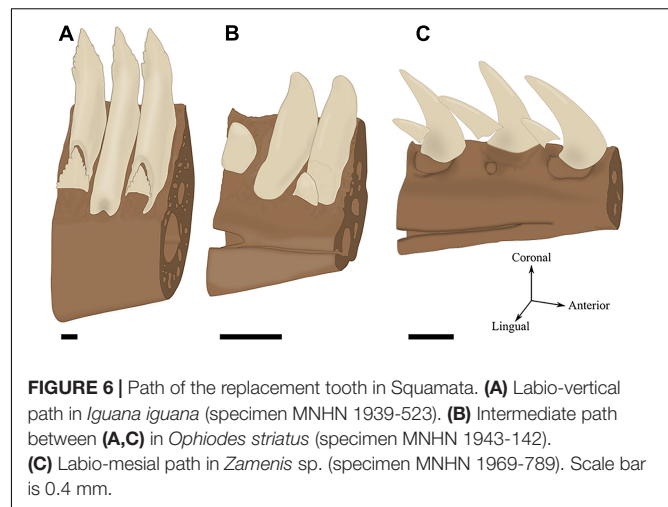 A
B
C
Coronal
Anterior
Lingual
FIGURE 6 | Path of the replacement tooth in Squamata. (A) Labio-vertical
path in Iguana iguana (specimen MNHN 1939-523). (B) Intermediate path
between (A,C) in Ophiodes striatus (specimen MNHN 1943-142).
(C) Labio-mesial path in Zamenis sp. (specimen MNHN 1969-789). Scale bar
is 0.4 mm.